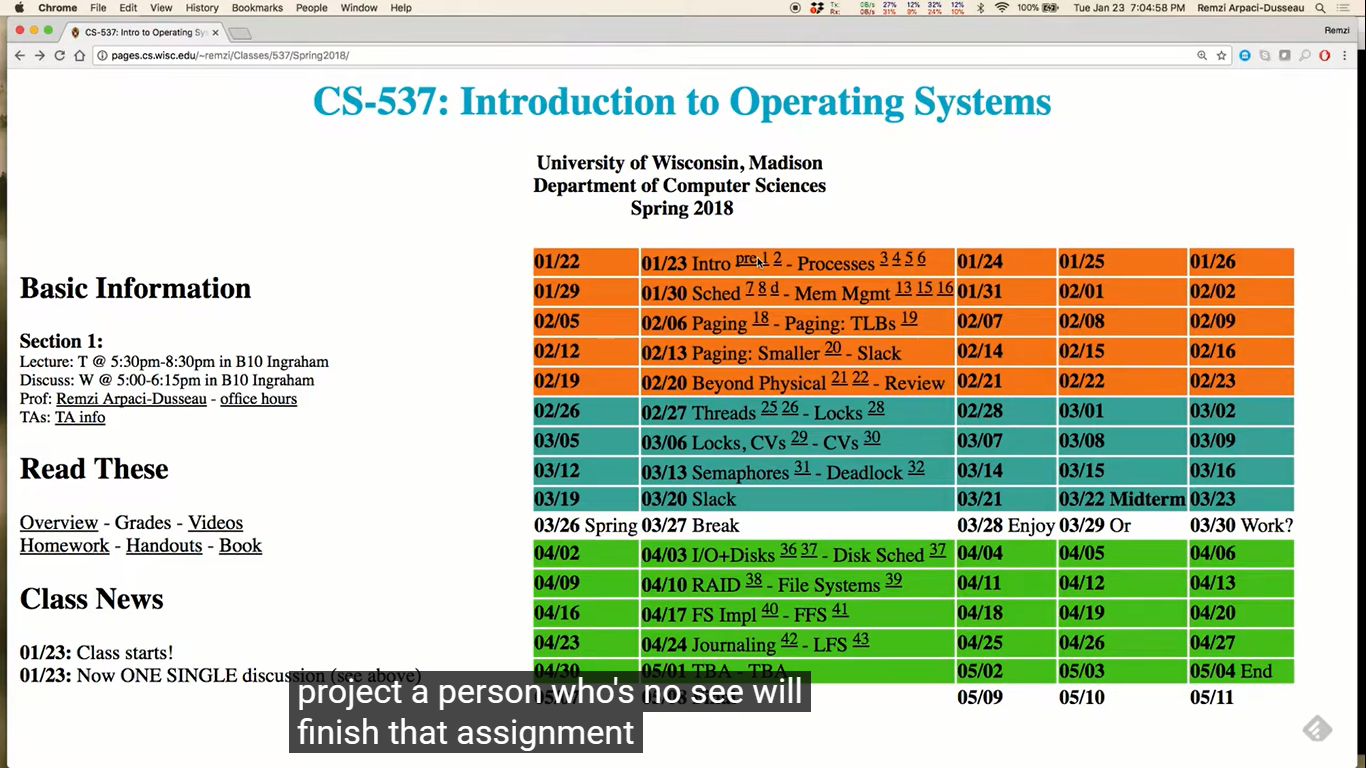 Chrome File Edit View History Bookmarks People Window Help
Tx: 0B/s 27% 12% 32% 12%
Rx: 0B/s 31% 0% 24% 10%
100% Tue Jan 23 7:04:58 PM Remzi Arpaci-Dusseau
CS-537: Intro to Operating Sys
Remzi
pages.cs.wisc.edu/~remzi/Classes/537/Spring2018/
CS-537: Introduction to Operating Systems
University of Wisconsin, Madison
Department of Computer Sciences
Spring 2018
Basic Information
Section 1:
Lecture: T @ 5:30pm-8:30pm in B10 Ingraham
Discuss: W @ 5:00-6:15pm in B10 Ingraham
Prof: Remzi Arpaci-Dusseau - office hours
TAs: TA info
Read These
Overview - Grades - Videos
Homework - Handouts - Book
Class News
01/23: Class starts!
01/23: Now ONE SINGLE discussion (see above)
01/22 01/23 Intro pre 1 2 - Processes 3 4 5 6 01/24 01/25 01/26
01/29 01/30 Sched 7 8 d - Mem Mgmt 13 15 16 01/31 02/01 02/02
02/05 02/06 Paging 18 - Paging: TLBs 19 02/07 02/08 02/09
02/12 02/13 Paging: Smaller 20 - Slack 02/14 02/15 02/16
02/19 02/20 Beyond Physical 21 22 - Review 02/21 02/22 02/23
02/26 02/27 Threads 25 26 - Locks 28 02/28 03/01 03/02
03/05 03/06 Locks, CVs 29 - CVs 30 03/07 03/08 03/09
03/12 03/13 Semaphores 31 - Deadlock 32 03/14 03/15 03/16
03/19 03/20 Slack 03/21 03/22 Midterm 03/23
03/26 Spring 03/27 Break 03/28 Enjoy 03/29 Or 03/30 Work?
04/02 04/03 I/O+Disks 36 37 - Disk Sched 37 04/04 04/05 04/06
04/09 04/10 RAID 38 - File Systems 39 04/11 04/12 04/13
04/16 04/17 FS Impl 40 - FFS 41 04/18 04/19 04/20
04/23 04/24 Journaling 42 - LFS 43 04/25 04/26 04/27
04/30 05/01 TBA - TBA 05/02 05/03 05/04 End
05/09 05/10 05/11
project a person who's no see will
finish that assignment